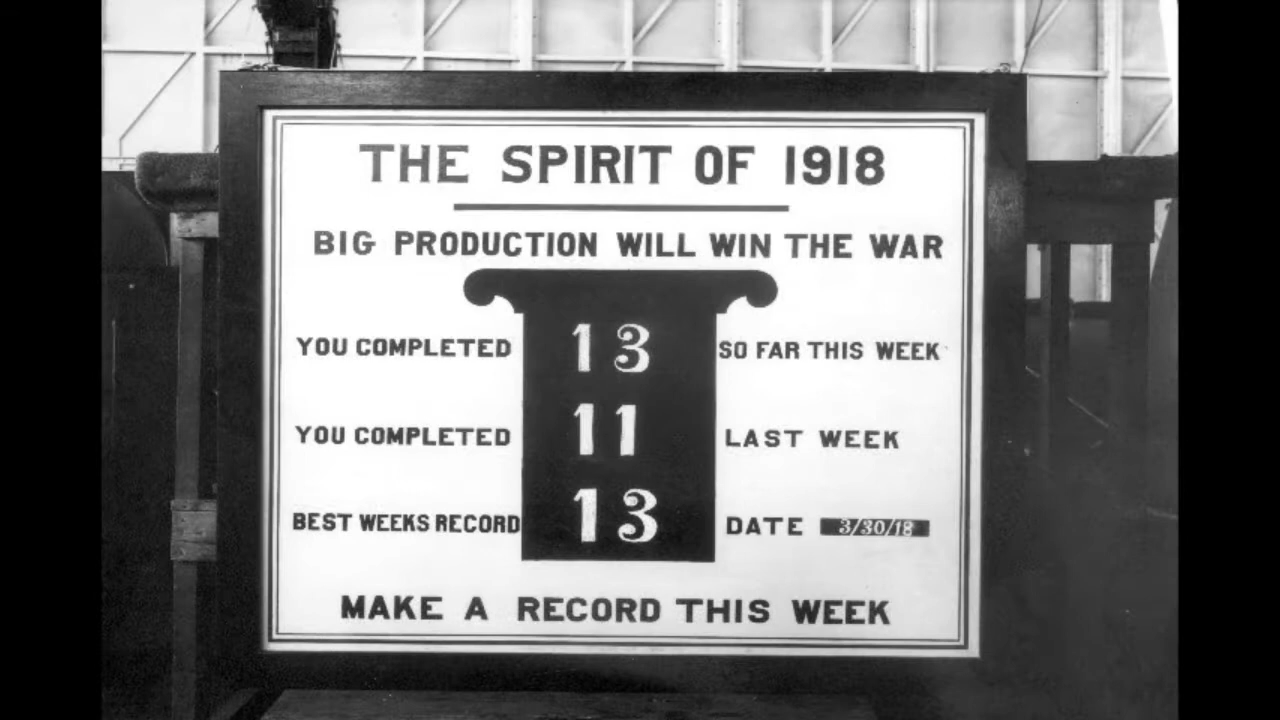 THE SPIRIT OF 1918
BIG PRODUCTION WILL WIN THE WAR
YOU COMPLETED 13 SO FAR THIS WEEK
YOU COMPLETED 11 LAST WEEK
BEST WEEKS RECORD 13 DATE 3/30/18
MAKE A RECORD THIS WEEK